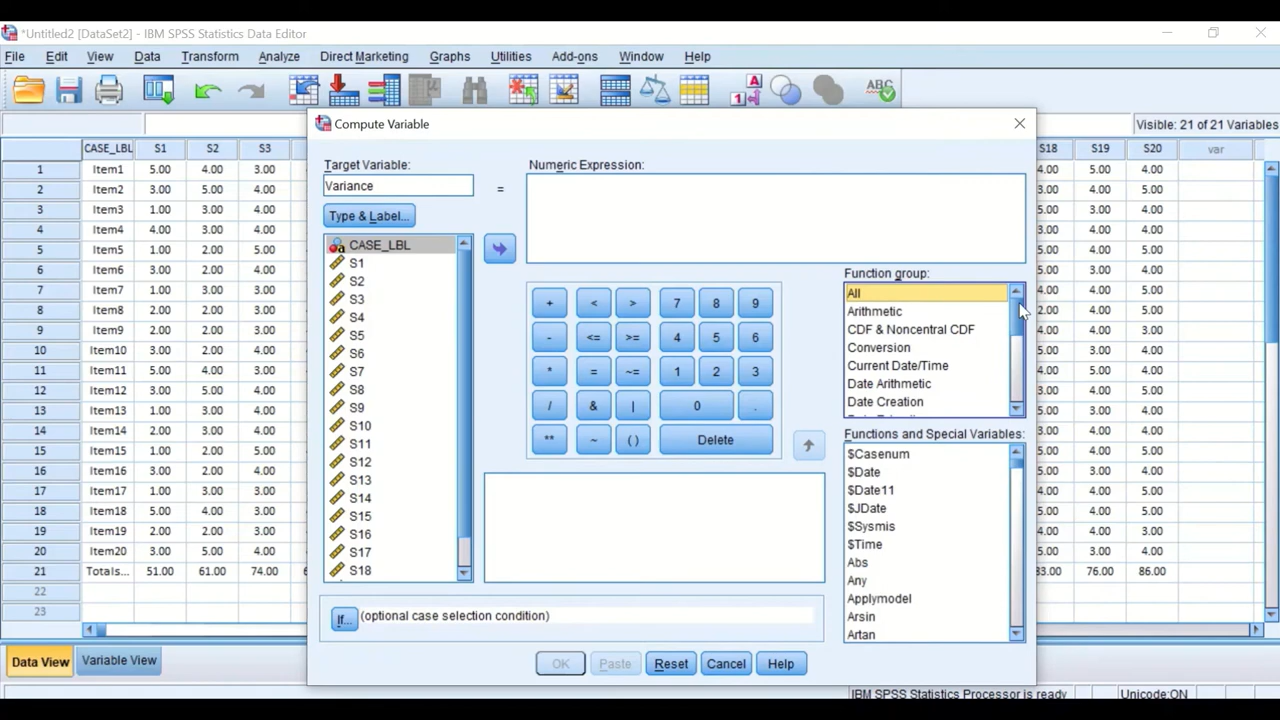 *Untitled2 [DataSet2] - IBM SPSS Statistics Data Editor
File Edit View Data Transform Direct Marketing Graphs Utilities Add-ons Window Help
Compute Variable
Visible: 21 of 21 Variables
CASE_LBL S1 S2 S3 S18 S19 S20 var
1 Item1 5.00 4.00 3.00 4.00 5.00 4.00
2 Item2 3.00 5.00 4.00
3 Item3 1.00 3.00 4.00
4 Item4 4.00 3.00 4.00
5 Item5 1.00 2.00 5.00
6 Item6 3.00 2.00 3.00
7 Item7 1.00 3.00 4.00
8 Item8 3.00 2.00 4.00
9 Item9 2.00 2.00 3.00
10 Item10 3.00 2.00 4.00
11 Item11 5.00 4.00 4.00
12 Item12 3.00 5.00 4.00
13 Item13 1.00 2.00 4.00
14 Item14 2.00 3.00 4.00
15 Item15 1.00 2.00 4.00
16 Item16 3.00 2.00 3.00
17 Item17 1.00 3.00 3.00
18 Item18 5.00 4.00 4.00
19 Item19 2.00 2.00 3.00
20 Item20 3.00 5.00 4.00
21 Totals... 51.00 61.00 74.00 76.00 86.00
22
23
Target Variable:
Variance
=
Numeric Expression:
Type & Label...
CASE_LBL
S1
S2
S3
S4
S5
S6
S7
S8
S9
S10
S11
S12
S13
S14
S15
S16
S17
S18
+ < > 7 8 9
- <= >= 4 5 6
* = ~= 1 2 3
/ & | 0 .
** ~ ( ) Delete
Function group:
All
Arithmetic
CDF & Noncentral CDF
Conversion
Current Date/Time
Date Arithmetic
Date Creation
Functions and Special Variables:
$Casenum
$Date
$Date11
$JDate
$Sysmis
$Time
Abs
Any
Applymodel
Arsin
Artan
If... (optional case selection condition)
OK Paste Reset Cancel Help
Data View Variable View
IBM SPSS Statistics Processor is ready Unicode:ON